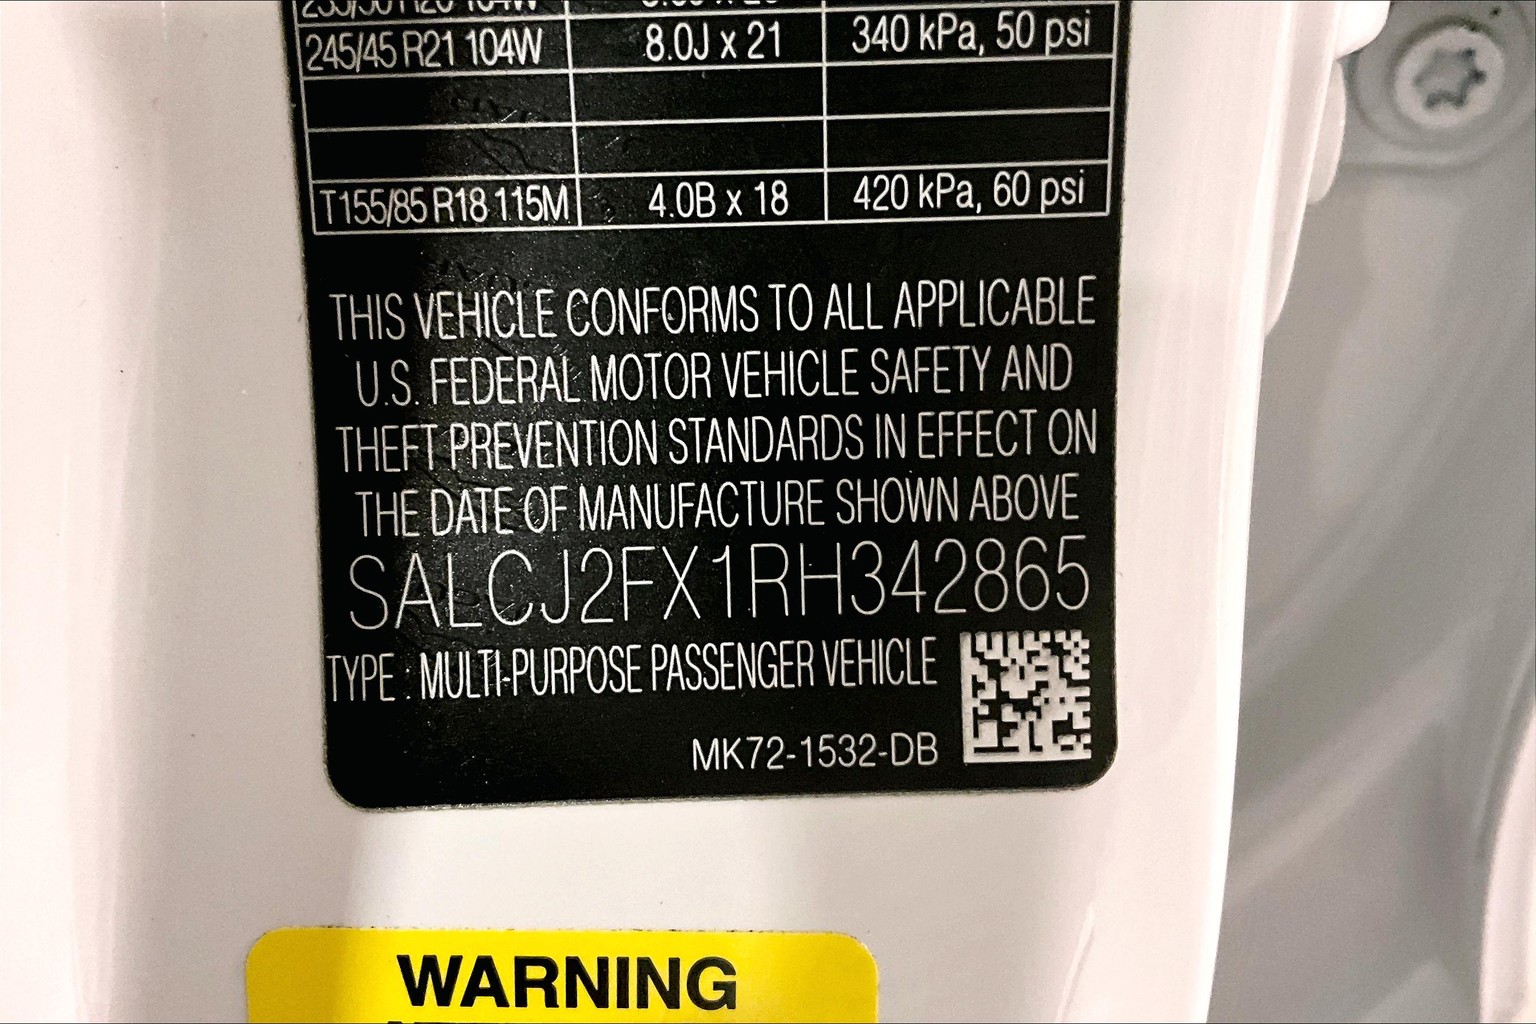 245/45 R21 104W 8.0J x 21 340 kPa, 50 psi
T155/85 R18 115M 4.0B x 18 420 kPa, 60 psi
THIS VEHICLE CONFORMS TO ALL APPLICABLE
U.S. FEDERAL MOTOR VEHICLE SAFETY AND
THEFT PREVENTION STANDARDS IN EFFECT ON
THE DATE OF MANUFACTURE SHOWN ABOVE
SALCJ2FX1RH342865
TYPE : MULTI-PURPOSE PASSENGER VEHICLE
MK72-1532-DB
WARNING